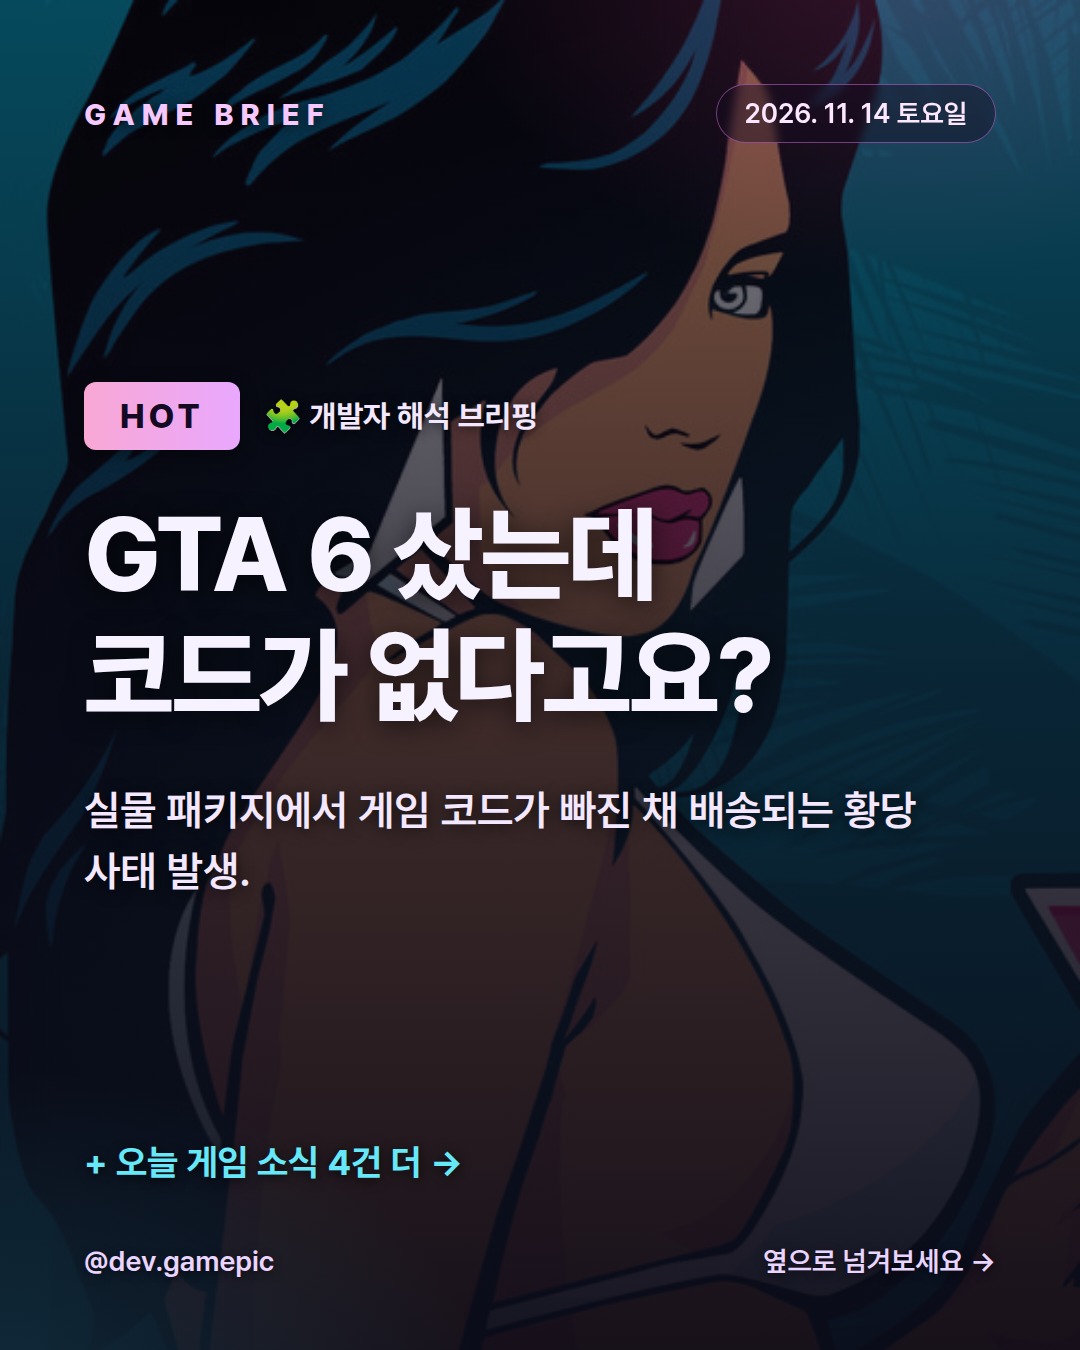 GAME BRIEF
2026. 11. 14 토요일
HOT
🧩 개발자 해석 브리핑
GTA 6 샀는데
코드가 없다고요?
실물 패키지에서 게임 코드가 빠진 채 배송되는 황당
사태 발생.
+ 오늘 게임 소식 4건 더 →
@dev.gamepic
옆으로 넘겨보세요 →